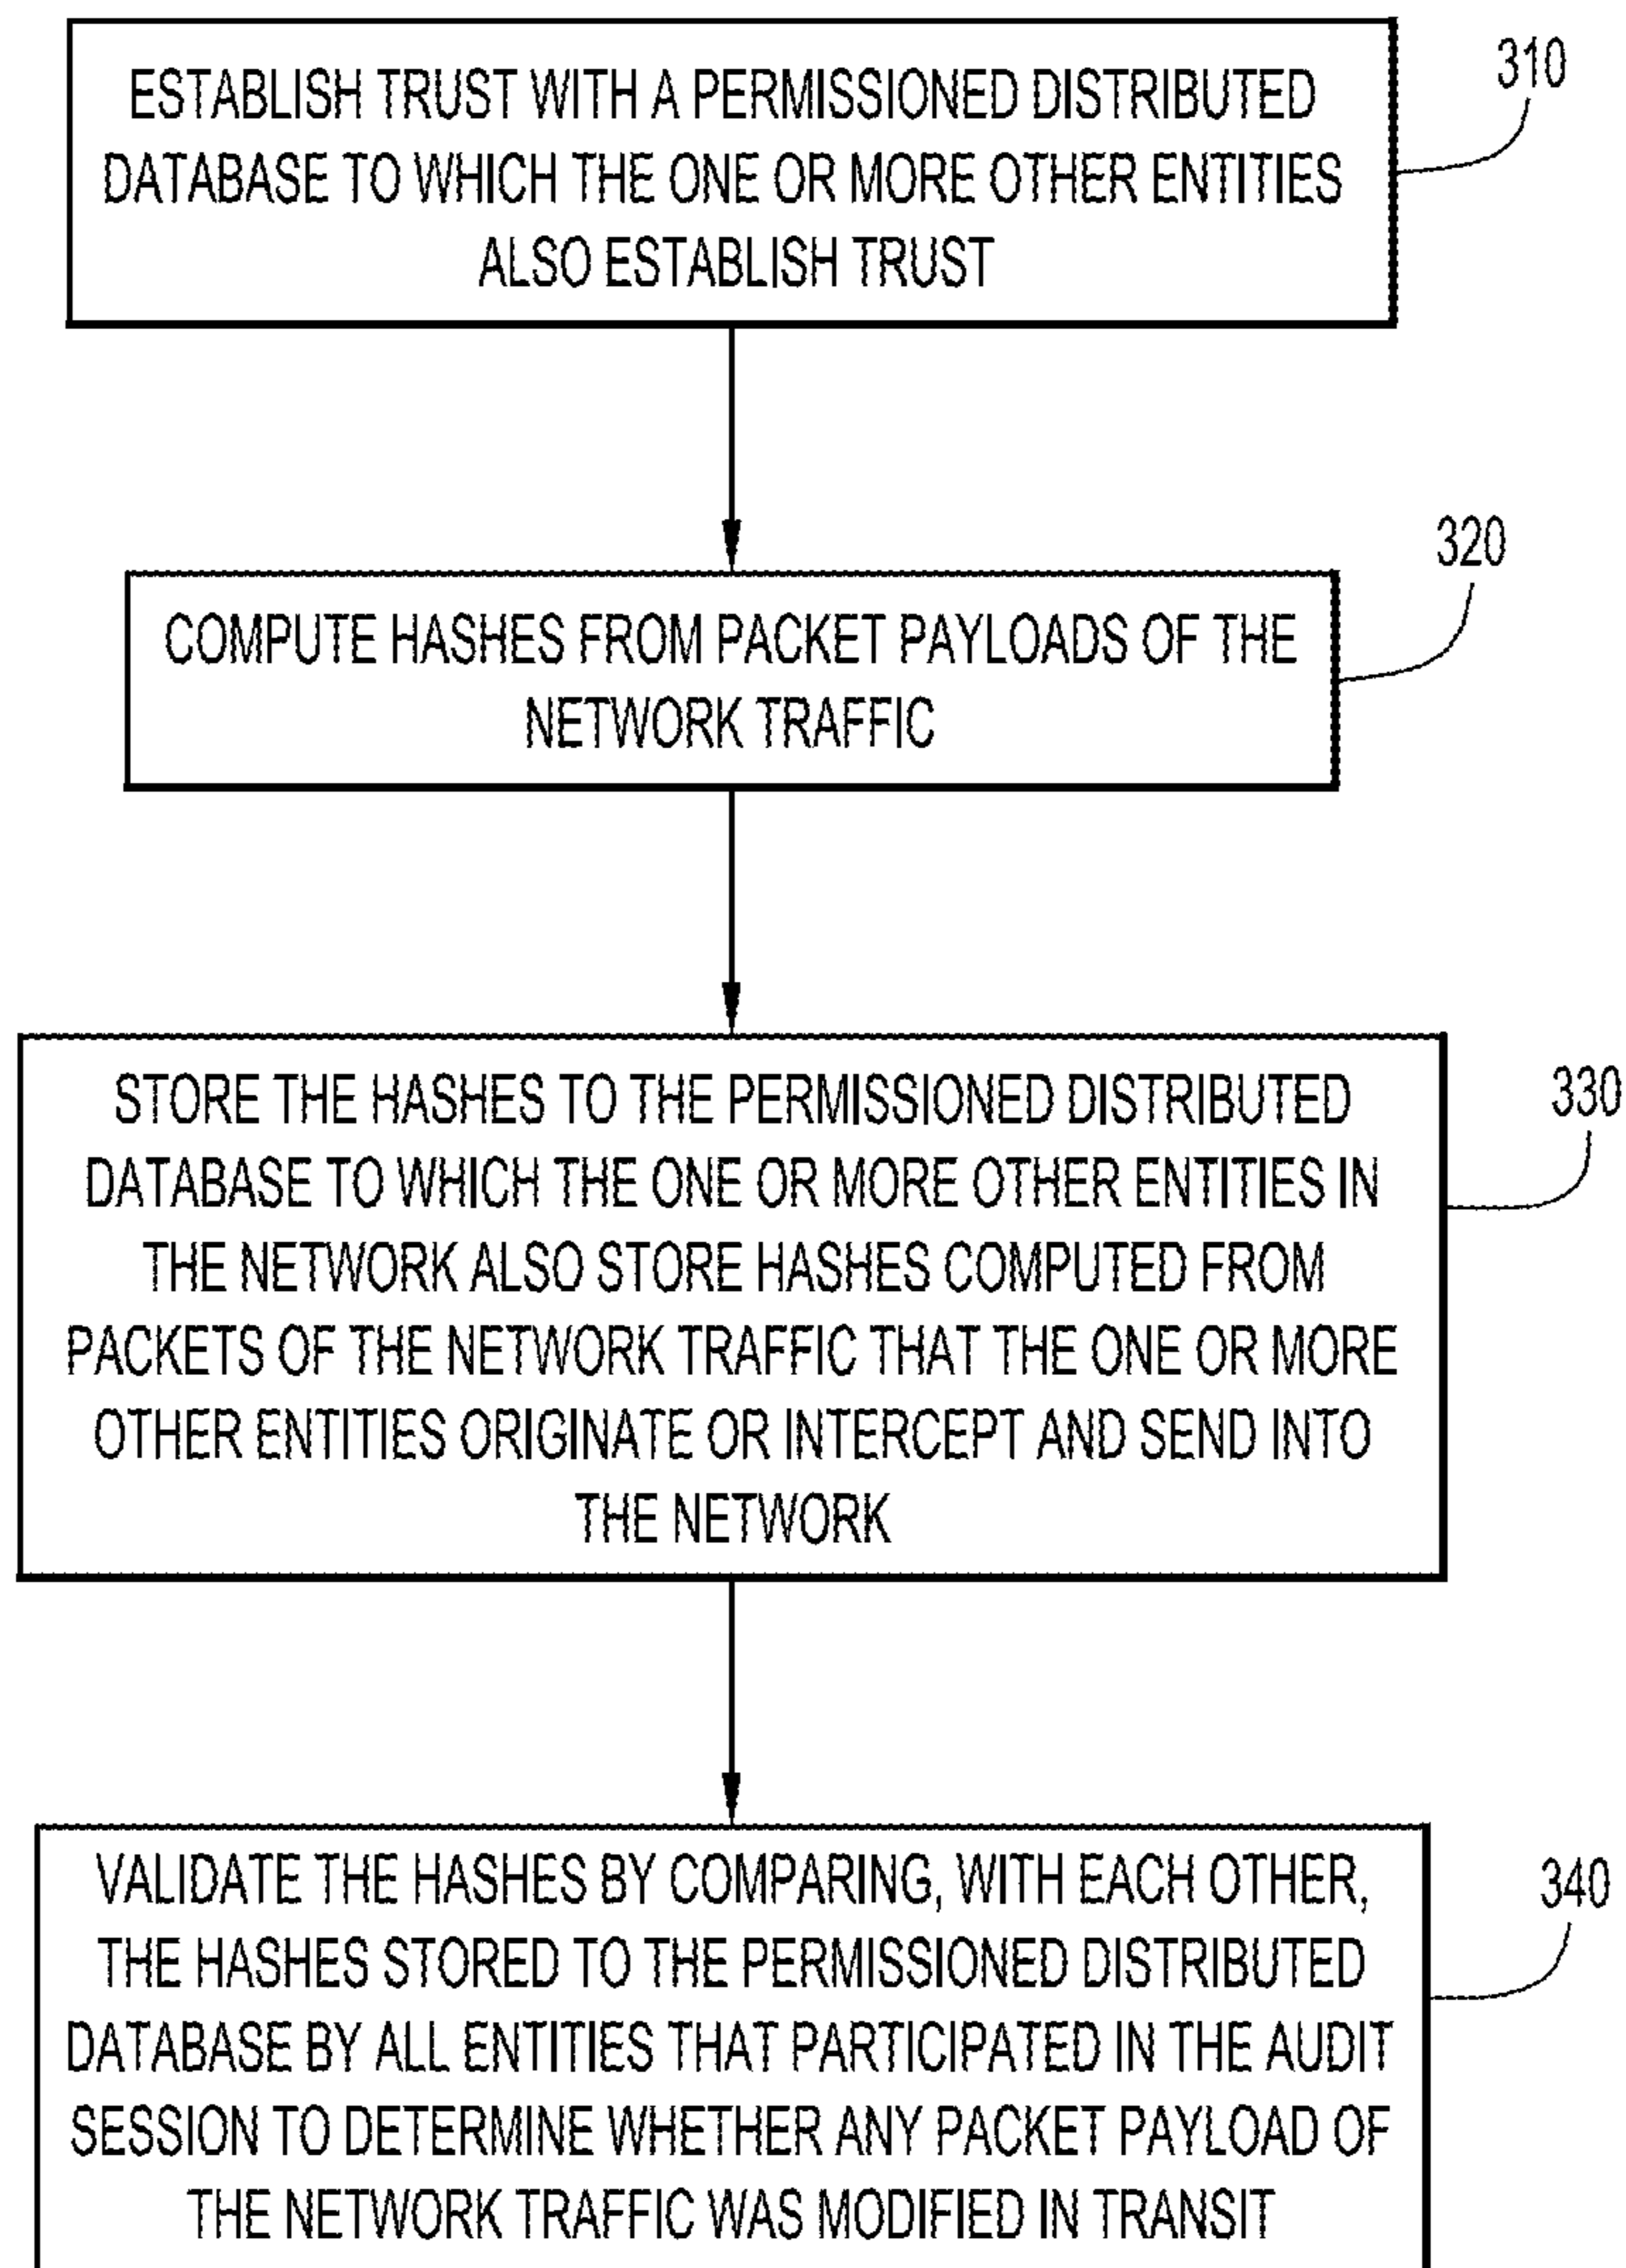 ESTABLISH TRUST WITH A PERMISSIONED DISTRIBUTED
DATABASE TO WHICH THE ONE OR MORE OTHER ENTITIES
ALSO ESTABLISH TRUST
310
COMPUTE HASHES FROM PACKET PAYLOADS OF THE
NETWORK TRAFFIC
320
STORE THE HASHES TO THE PERMISSIONED DISTRIBUTED
DATABASE TO WHICH THE ONE OR MORE OTHER ENTITIES IN
THE NETWORK ALSO STORE HASHES COMPUTED FROM
PACKETS OF THE NETWORK TRAFFIC THAT THE ONE OR MORE
OTHER ENTITIES ORIGINATE OR INTERCEPT AND SEND INTO
THE NETWORK
330
VALIDATE THE HASHES BY COMPARING, WITH EACH OTHER,
THE HASHES STORED TO THE PERMISSIONED DISTRIBUTED
DATABASE BY ALL ENTITIES THAT PARTICIPATED IN THE AUDIT
SESSION TO DETERMINE WHETHER ANY PACKET PAYLOAD OF
THE NETWORK TRAFFIC WAS MODIFIED IN TRANSIT
340